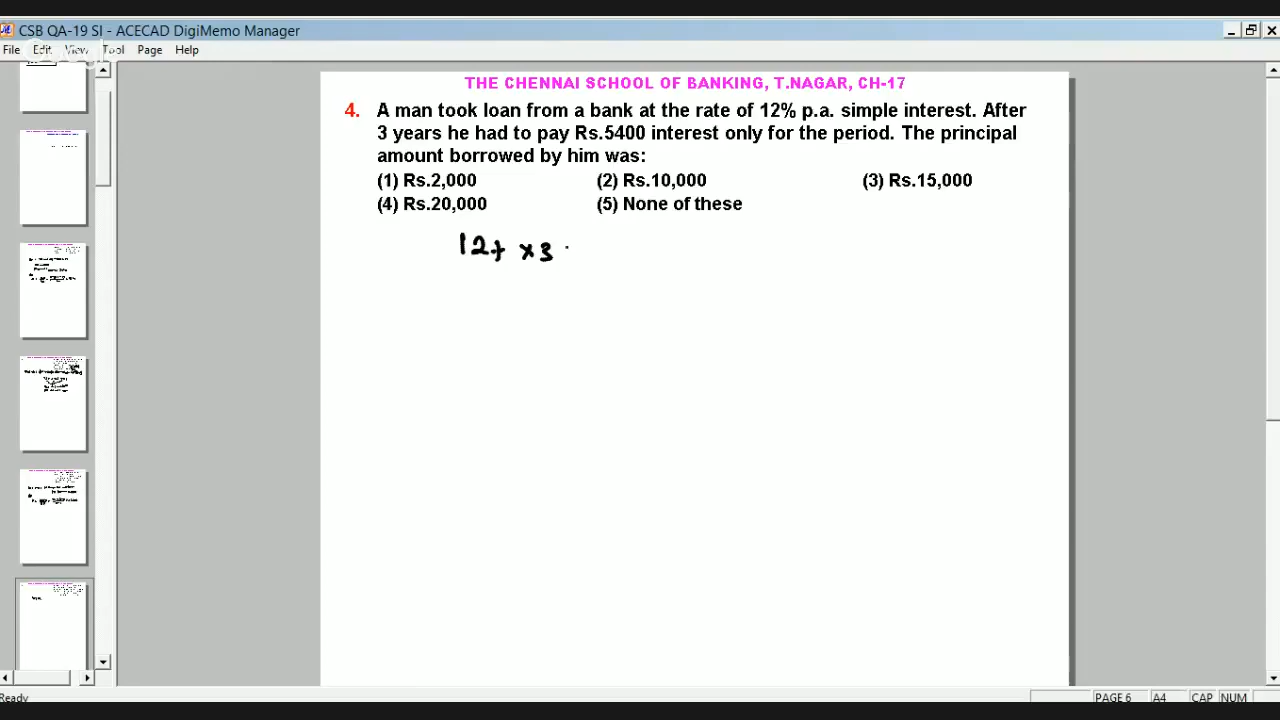 CSB QA-19 SI - ACECAD DigiMemo Manager
File Edit View Tool Page Help
THE CHENNAI SCHOOL OF BANKING, T.NAGAR, CH-17
4. A man took loan from a bank at the rate of 12% p.a. simple interest. After
3 years he had to pay Rs.5400 interest only for the period. The principal
amount borrowed by him was:
(1) Rs.2,000 (2) Rs.10,000 (3) Rs.15,000
(4) Rs.20,000 (5) None of these
12% ×3
Ready PAGE 6 A4 CAP NUM